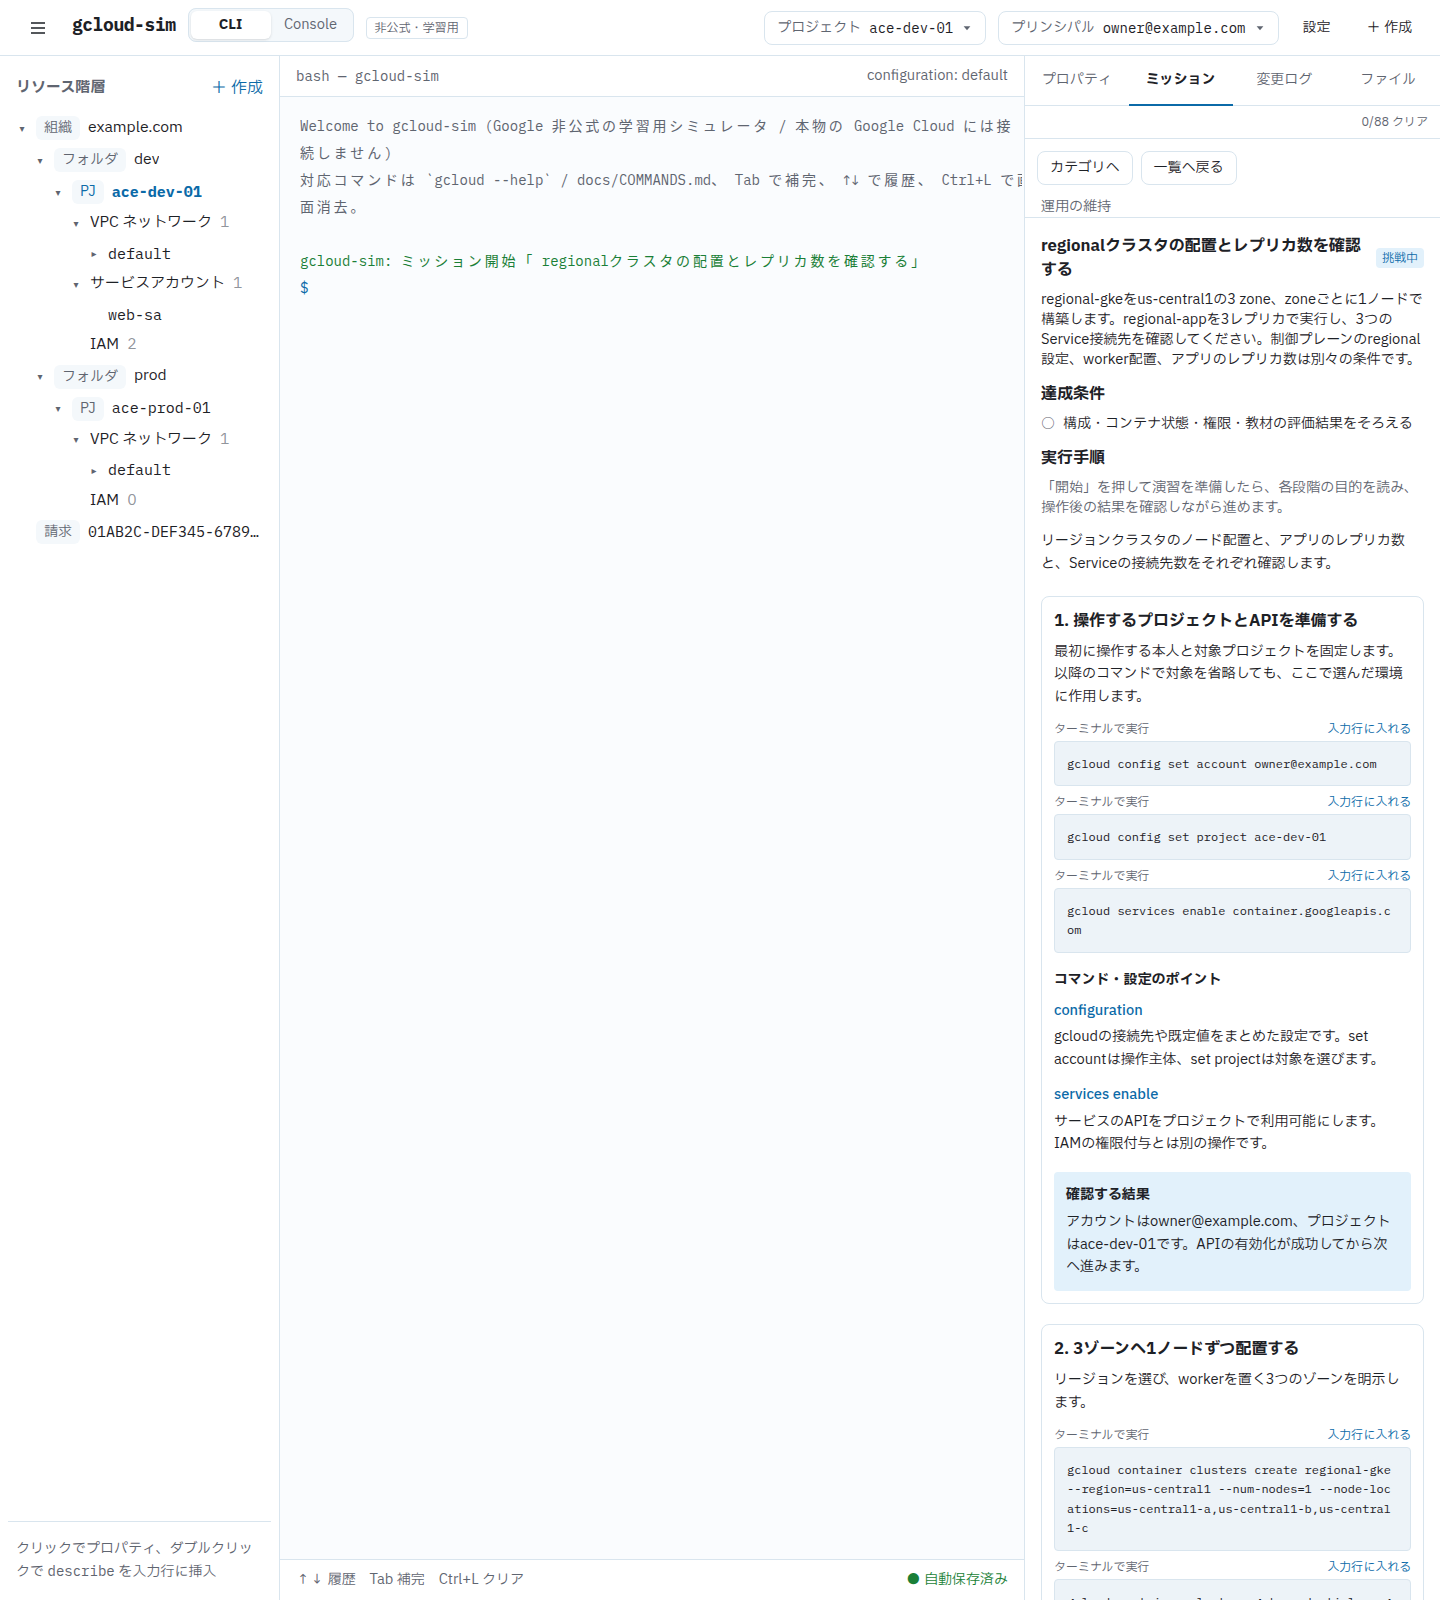 gcloud-sim
CLI
Console
非公式・学習用
プロジェクト ace-dev-01
プリンシパル owner@example.com
設定
＋ 作成
リソース階層
＋ 作成
組織 example.com
フォルダ dev
PJ ace-dev-01
VPC ネットワーク 1
default
サービスアカウント 1
web-sa
IAM 2
フォルダ prod
PJ ace-prod-01
VPC ネットワーク 1
default
IAM 0
請求 01AB2C-DEF345-6789…
クリックでプロパティ、ダブルクリッ
クで describe を入力行に挿入
bash — gcloud-sim
configuration: default
Welcome to gcloud-sim (Google 非公式の学習用シミュレータ / 本物の Google Cloud には接
続しません)
対応コマンドは `gcloud --help` / docs/COMMANDS.md、 Tab で補完、 ↑↓ で履歴、 Ctrl+L で画
面消去。
gcloud-sim: ミッション開始「 regionalクラスタの配置とレプリカ数を確認する」
$
↑↓ 履歴 Tab 補完 Ctrl+L クリア
● 自動保存済み
プロパティ
ミッション
変更ログ
ファイル
0/88 クリア
カテゴリへ
一覧へ戻る
運用の維持
regionalクラスタの配置とレプリカ数を確認
する
挑戦中
regional-gkeをus-central1の3 zone、zoneごとに1ノードで
構築します。regional-appを3レプリカで実行し、3つの
Service接続先を確認してください。制御プレーンのregional
設定、worker配置、アプリのレプリカ数は別々の条件です。
達成条件
○ 構成・コンテナ状態・権限・教材の評価結果をそろえる
実行手順
「開始」を押して演習を準備したら、各段階の目的を読み、
操作後の結果を確認しながら進めます。
リージョンクラスタのノード配置と、アプリのレプリカ数
と、Serviceの接続先数をそれぞれ確認します。
1. 操作するプロジェクトとAPIを準備する
最初に操作する本人と対象プロジェクトを固定します。
以降のコマンドで対象を省略しても、ここで選んだ環境
に作用します。
ターミナルで実行
入力行に入れる
gcloud config set account owner@example.com
ターミナルで実行
入力行に入れる
gcloud config set project ace-dev-01
ターミナルで実行
入力行に入れる
gcloud services enable container.googleapis.c
om
コマンド・設定のポイント
configuration
gcloudの接続先や既定値をまとめた設定です。set
accountは操作主体、set projectは対象を選びます。
services enable
サービスのAPIをプロジェクトで利用可能にします。
IAMの権限付与とは別の操作です。
確認する結果
アカウントはowner@example.com、プロジェクト
はace-dev-01です。APIの有効化が成功してから次
へ進みます。
2. 3ゾーンへ1ノードずつ配置する
リージョンを選び、workerを置く3つのゾーンを明示し
ます。
ターミナルで実行
入力行に入れる
gcloud container clusters create regional-gke
--region=us-central1 --num-nodes=1 --node-loc
ations=us-central1-a,us-central1-b,us-central
1-c
ターミナルで実行
入力行に入れる